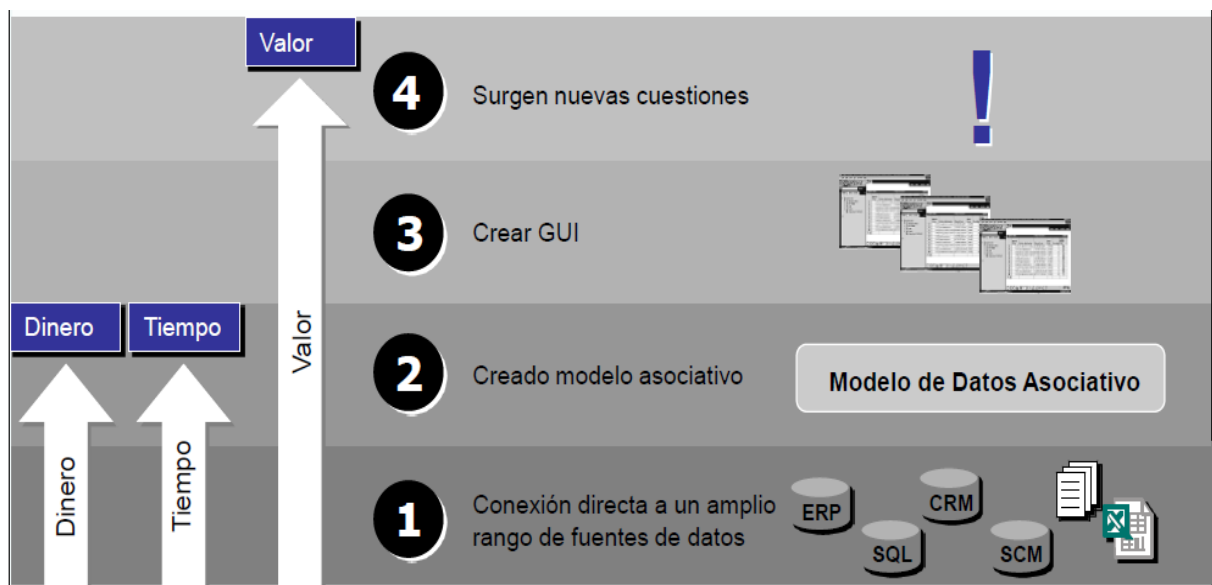 Valor
4
Surgen nuevas cuestiones
!
3
Crear GUI
Dinero
Tiempo
Valor
2
Creado modelo asociativo
Modelo de Datos Asociativo
Dinero
Tiempo
1
Conexión directa a un amplio
rango de fuentes de datos
ERP
CRM
SQL
SCM